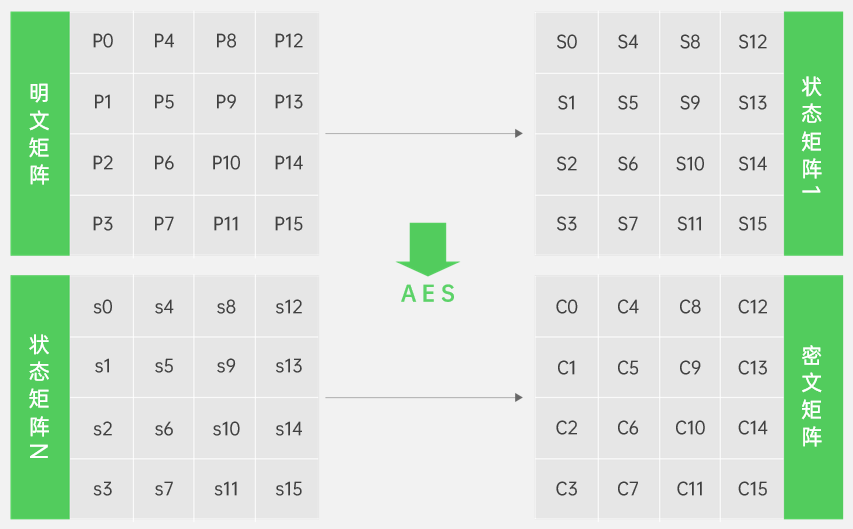 明文矩阵
P0 P4 P8 P12
P1 P5 P9 P13
P2 P6 P10 P14
P3 P7 P11 P15
S0 S4 S8 S12
S1 S5 S9 S13
S2 S6 S10 S14
S3 S7 S11 S15
状态矩阵1
AES
状态矩阵N
s0 s4 s8 s12
s1 s5 s9 s13
s2 s6 s10 s14
s3 s7 s11 s15
C0 C4 C8 C12
C1 C5 C9 C13
C2 C6 C10 C14
C3 C7 C11 C15
密文矩阵